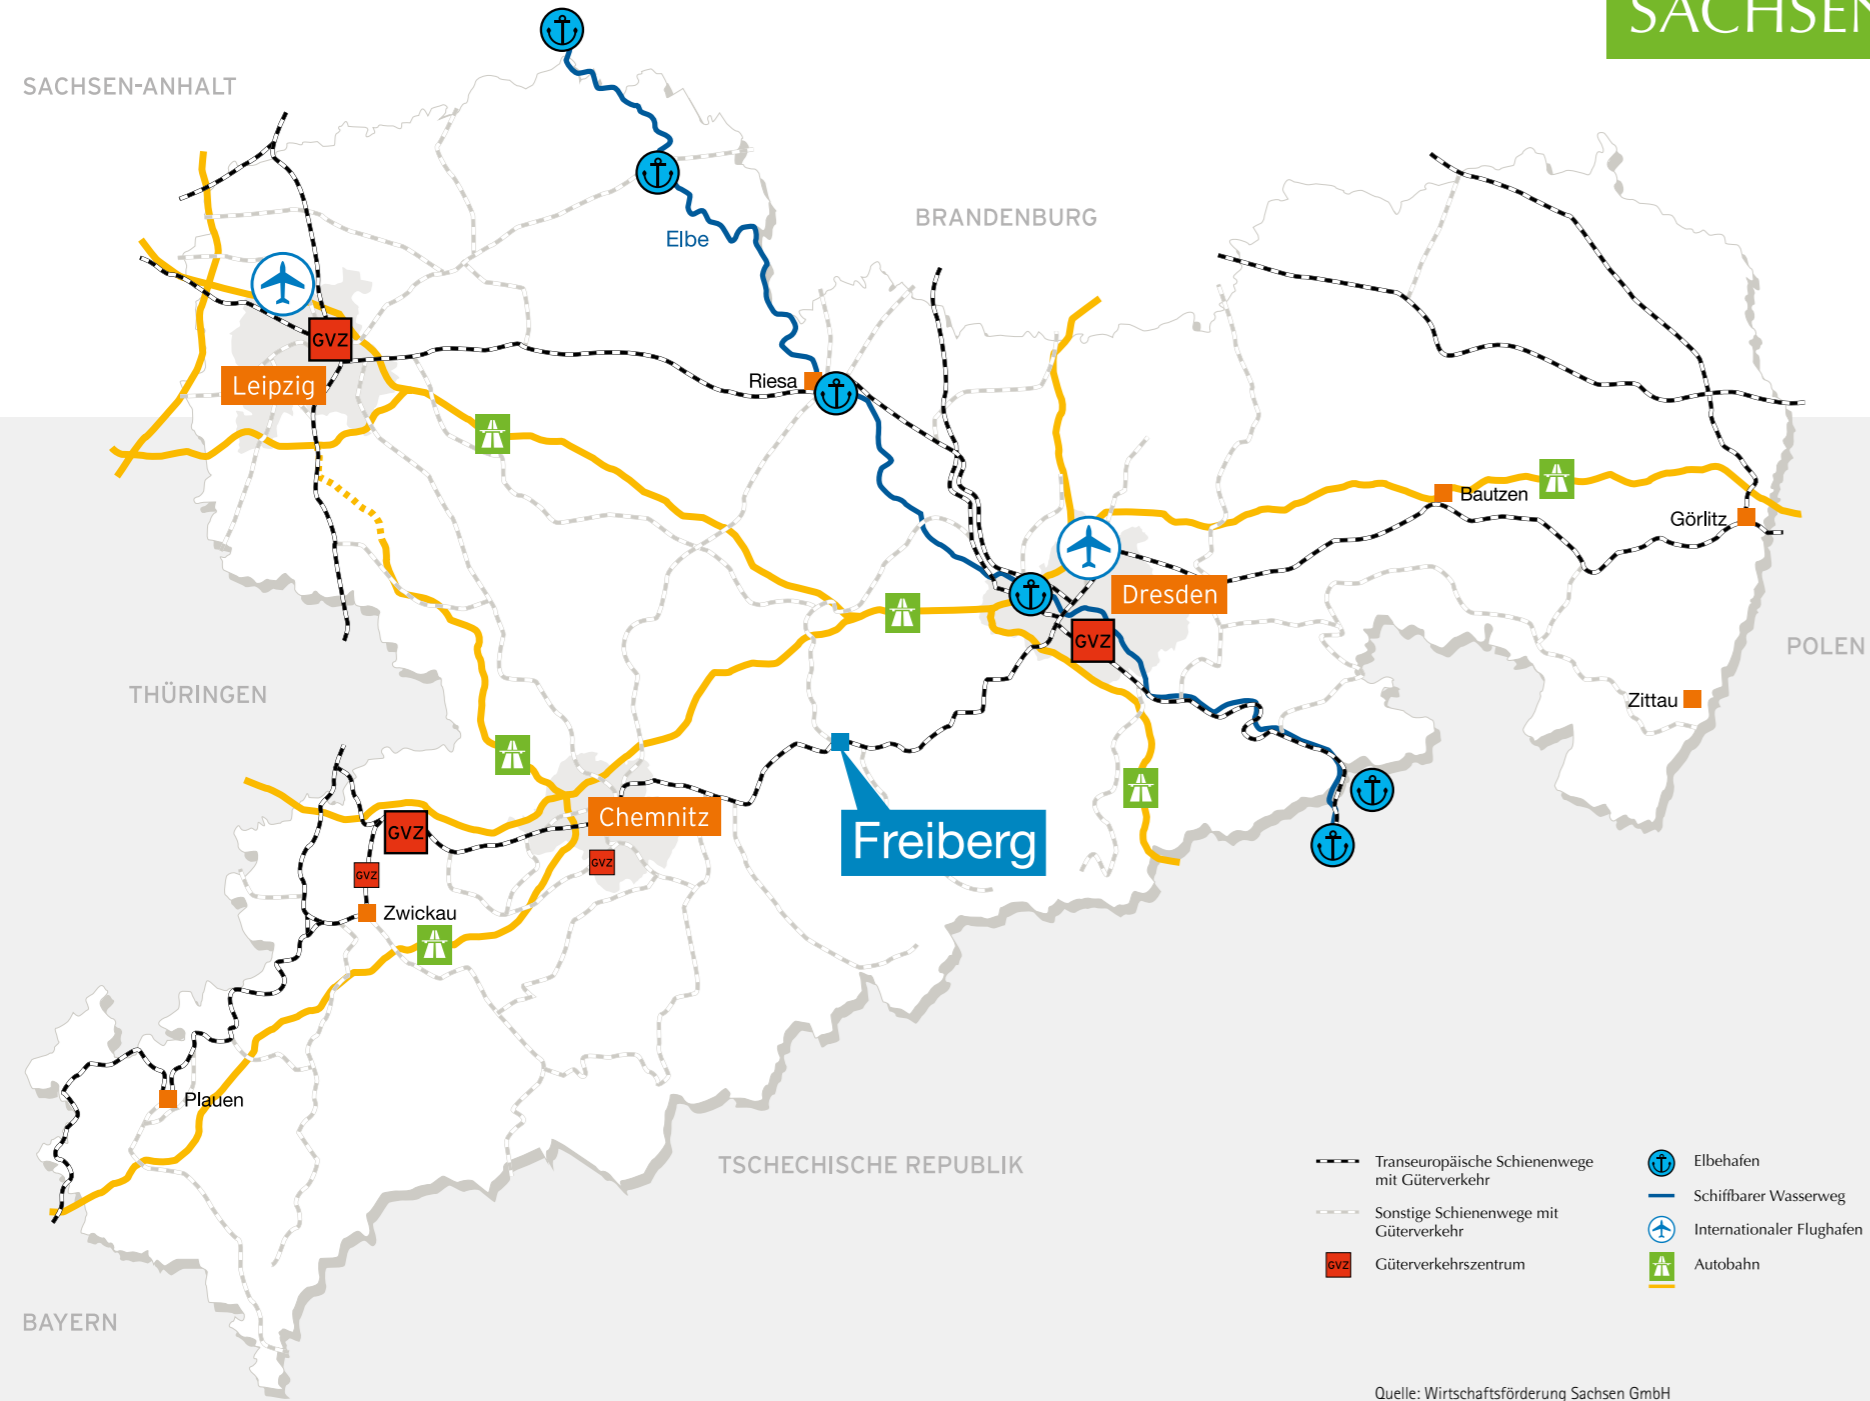 SACHSEN
SACHSEN-ANHALT
BRANDENBURG
Elbe
GVZ
Leipzig
Riesa
Bautzen
Görlitz
Dresden
GVZ
POLEN
THÜRINGEN
Zittau
Freiberg
Chemnitz
GVZ
GVZ
GVZ
Zwickau
Plauen
TSCHECHISCHE REPUBLIK
BAYERN
Transeuropäische Schienenwege
mit Güterverkehr
Sonstige Schienenwege mit
Güterverkehr
GVZ
Güterverkehrszentrum
Elbehafen
Schiffbarer Wasserweg
Internationaler Flughafen
Autobahn
Quelle: Wirtschaftsförderung Sachsen GmbH